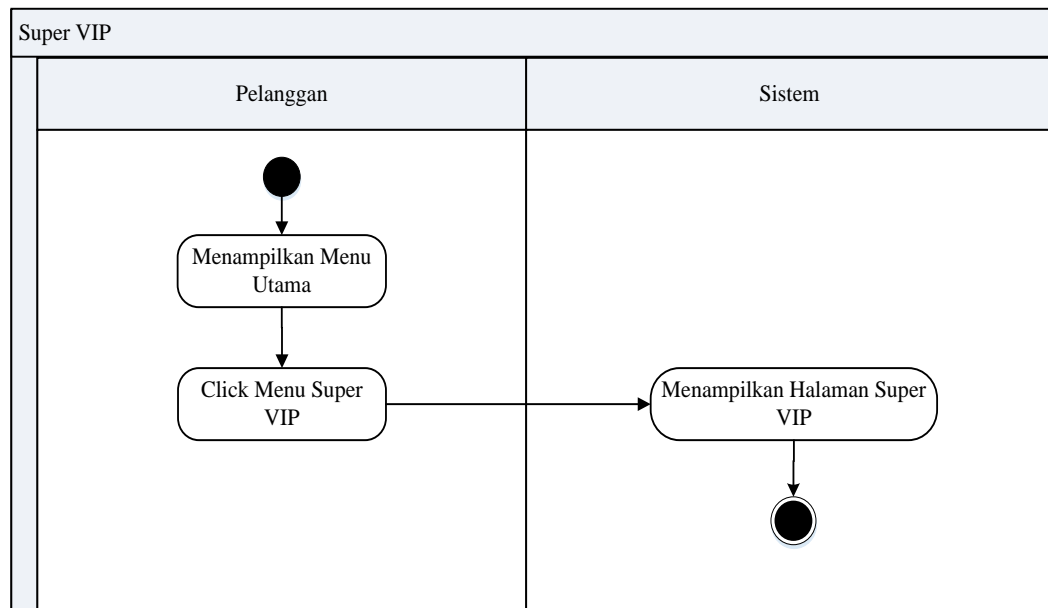 Super VIP
Pelanggan
Sistem
Menampilkan Menu
Utama
Click Menu Super
VIP
Menampilkan Halaman Super
VIP